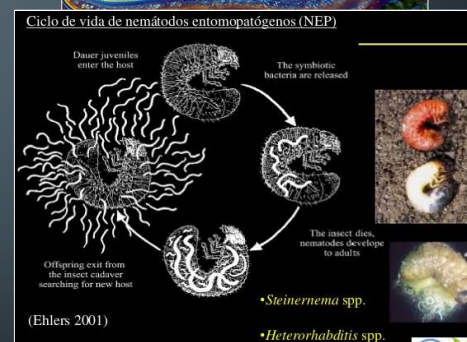 Ciclo de vida de nemátodos entomopatógenos (NEP)
Dauer juveniles
enter the host
The symbiotic
bacteria are released
The insect dies,
nematodes develope
to adults
Offspring exit from
the insect cadaver
searching for new host
(Ehlers 2001)
•Steinernema spp.
•Heterorhabditis spp.